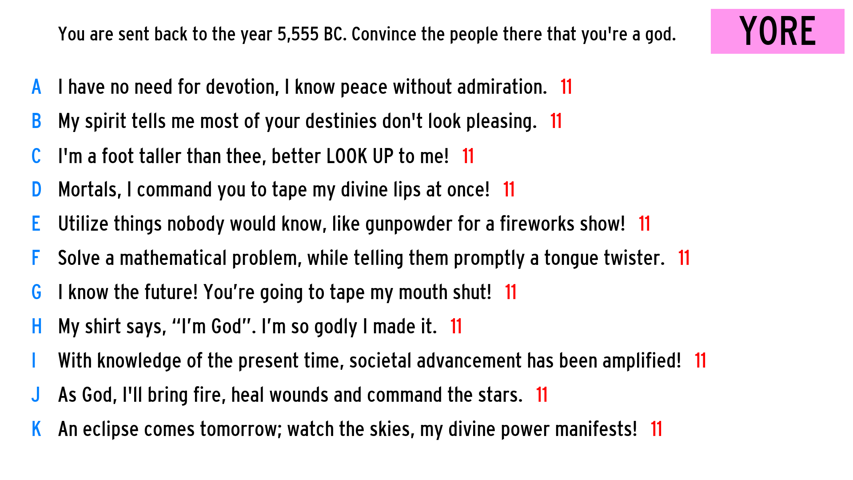 You are sent back to the year 5,555 BC. Convince the people there that you're a god. YORE
A I have no need for devotion, I know peace without admiration. 11
B My spirit tells me most of your destinies don't look pleasing. 11
C I'm a foot taller than thee, better LOOK UP to me! 11
D Mortals, I command you to tape my divine lips at once! 11
E Utilize things nobody would know, like gunpowder for a fireworks show! 11
F Solve a mathematical problem, while telling them promptly a tongue twister. 11
G I know the future! You’re going to tape my mouth shut! 11
H My shirt says, “I’m God”. I’m so godly I made it. 11
I With knowledge of the present time, societal advancement has been amplified! 11
J As God, I'll bring fire, heal wounds and command the stars. 11
K An eclipse comes tomorrow; watch the skies, my divine power manifests! 11